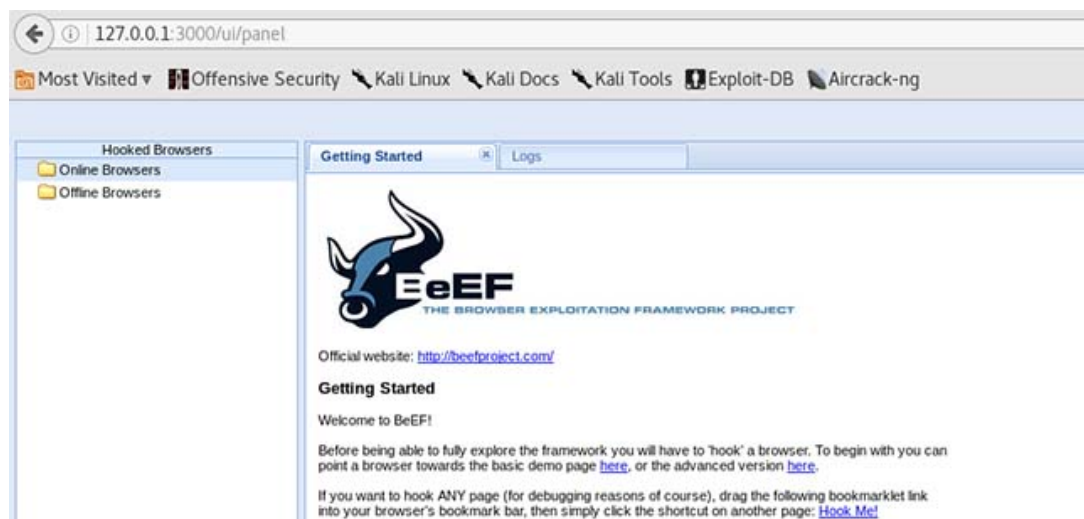 127.0.0.1:3000/ui/panel
Most Visited Offensive Security Kali Linux Kali Docs Kali Tools Exploit-DB Aircrack-ng
Hooked Browsers
Online Browsers
Offline Browsers
Getting Started Logs
BeEF
THE BROWSER EXPLOITATION FRAMEWORK PROJECT
Official website: http://beefproject.com/
Getting Started
Welcome to BeEF!
Before being able to fully explore the framework you will have to 'hook' a browser. To begin with you can
point a browser towards the basic demo page here, or the advanced version here.
If you want to hook ANY page (for debugging reasons of course), drag the following bookmarklet link
into your browser's bookmark bar, then simply click the shortcut on another page: Hook Me!